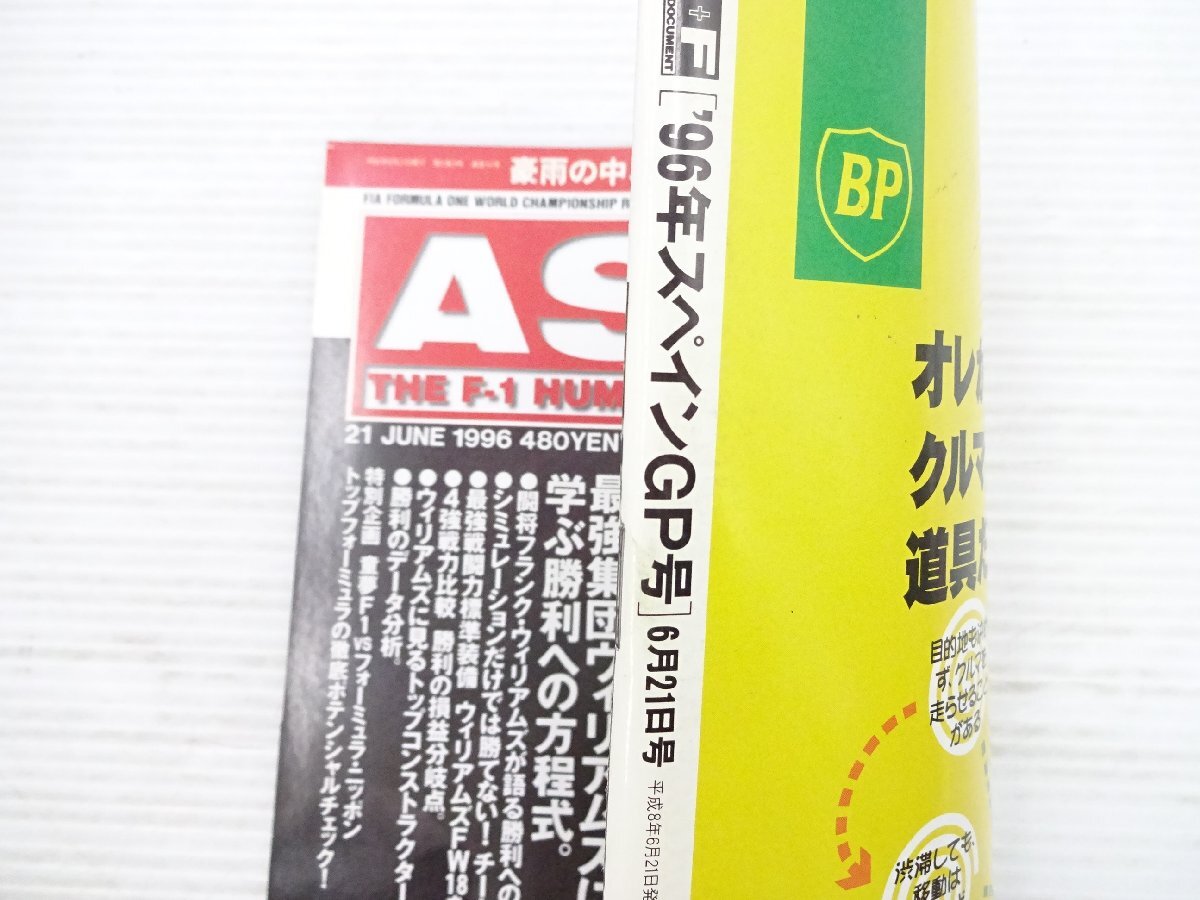 豪雨の中
FIA FORMULA ONE WORLD CHAMPIONSHIP R
AS
THE F-1 HUM
21 JUNE 1996 480YEN
最強集団ウィリアムズに
学ぶ勝利への方程式。
●闘将フランク・ウィリアムズが語る勝利への
シミュレーションだけでは勝てない!チー
●最強戦闘力標準装備 ウィリアムズFW18
●4強戦力比較 勝利の損益分岐点。
●ウィリアムズに見るトップコンストラクター
●勝利のデータ分析。
特別企画 童夢F1 VSフォーミュラ・ニッポン
トップフォーミュラの徹底ポテンシャルチェック!
+F
DOCUMENT
['96年スペインGP号] 6月21日号
平成8年6月21日発
BP
オレが
クルマ
道具だ
目的地も
ず、クルマを
走らせること
がある
渋滞しても、
移動は